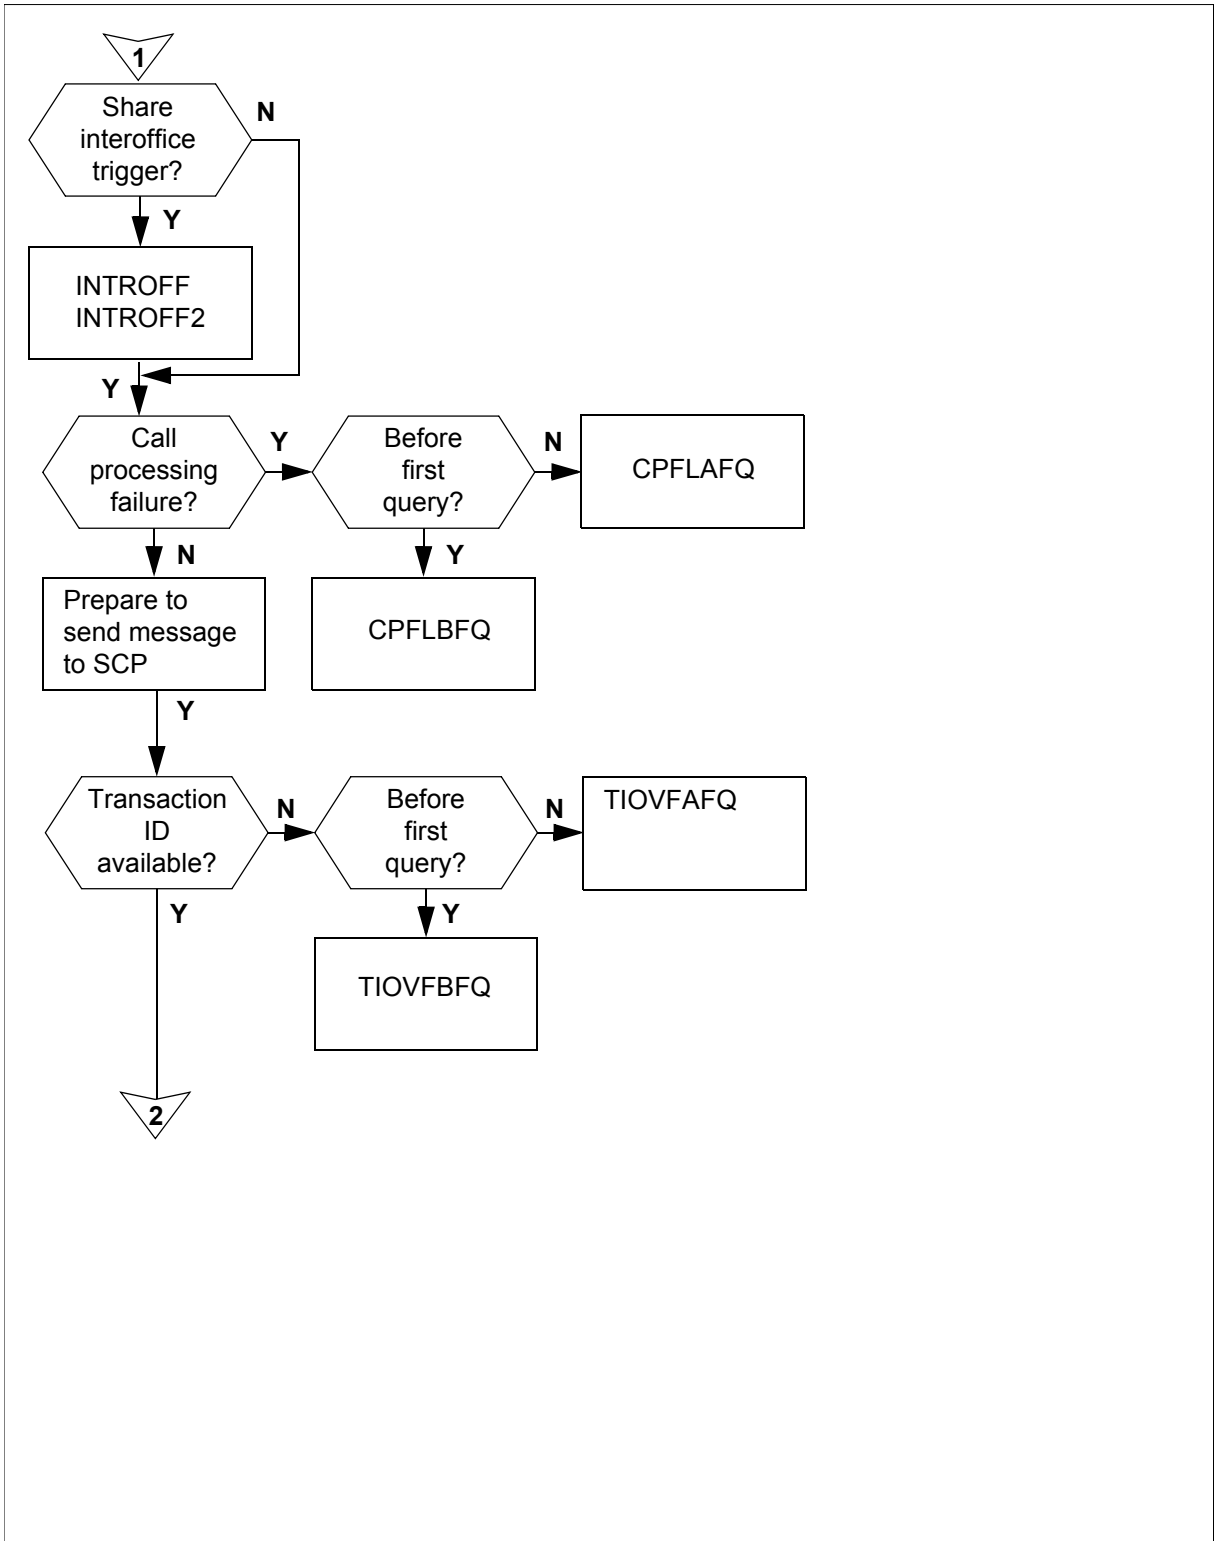 1
Share
interoffice
trigger?
N
Y
INTROFF
INTROFF2
Y
Call
processing
failure?
Y
Before
first
query?
N
CPFLAFQ
N
Y
Prepare to
send message
to SCP
CPFLBFQ
Y
Transaction
ID
available?
N
Before
first
query?
N
TIOVFAFQ
Y
Y
TIOVFBFQ
2